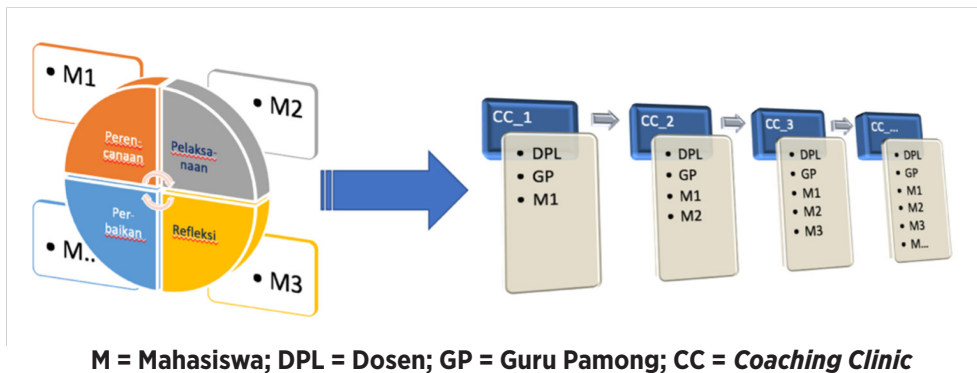 • M1
• M2
Peren-
canaan
Pelaksa-
naan
Per-
baikan
Refleksi
• M..
• M3
CC_1
• DPL
• GP
• M1
CC_2
• DPL
• GP
• M1
• M2
CC_3
• DPL
• GP
• M1
• M2
• M3
CC_...
• DPL
• GP
• M1
• M2
• M3
• M...
M = Mahasiswa; DPL = Dosen; GP = Guru Pamong; CC = Coaching Clinic